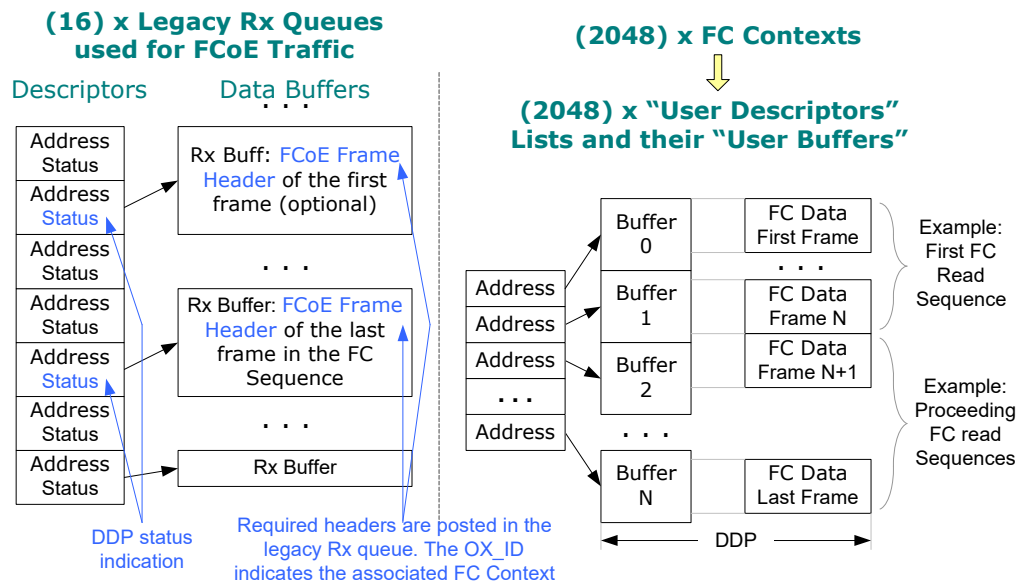 (16) x Legacy Rx Queues
used for FCoE Traffic
Descriptors
Data Buffers
. . .
Address
Status
Address
Status
Address
Status
Address
Status
Address
Status
Address
Status
Address
Status
Rx Buff: FCoE Frame
Header of the first
frame (optional)
. . .
Rx Buffer: FCoE Frame
Header of the last
frame in the FC
Sequence
. . .
Rx Buffer
DDP status
indication
Required headers are posted in the
legacy Rx queue. The OX_ID
indicates the associated FC Context
(2048) x FC Contexts
(2048) x “User Descriptors”
Lists and their “User Buffers”
Address
Address
Address
. . .
Address
Buffer
0
Buffer
1
Buffer
2
. . .
Buffer
N
FC Data
First Frame
. . .
FC Data
Frame N
FC Data
Frame N+1
FC Data
Last Frame
DDP
Example:
First FC
Read
Sequence
Example:
Proceeding
FC read
Sequences